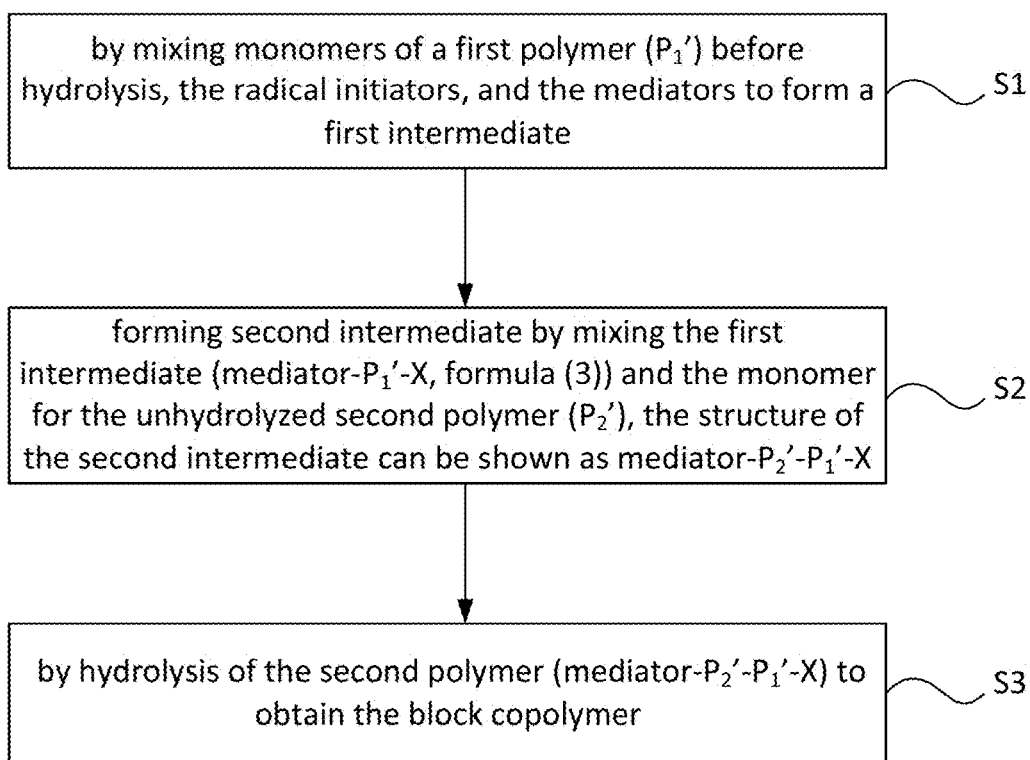 by mixing monomers of a first polymer (P₁') before
hydrolysis, the radical initiators, and the mediators to form a
first intermediate
S1
forming second intermediate by mixing the first
intermediate (mediator-P₁'-X, formula (3)) and the monomer
for the unhydrolyzed second polymer (P₂'), the structure of
the second intermediate can be shown as mediator-P₂'-P₁'-X
S2
by hydrolysis of the second polymer (mediator-P₂'-P₁'-X) to
obtain the block copolymer
S3